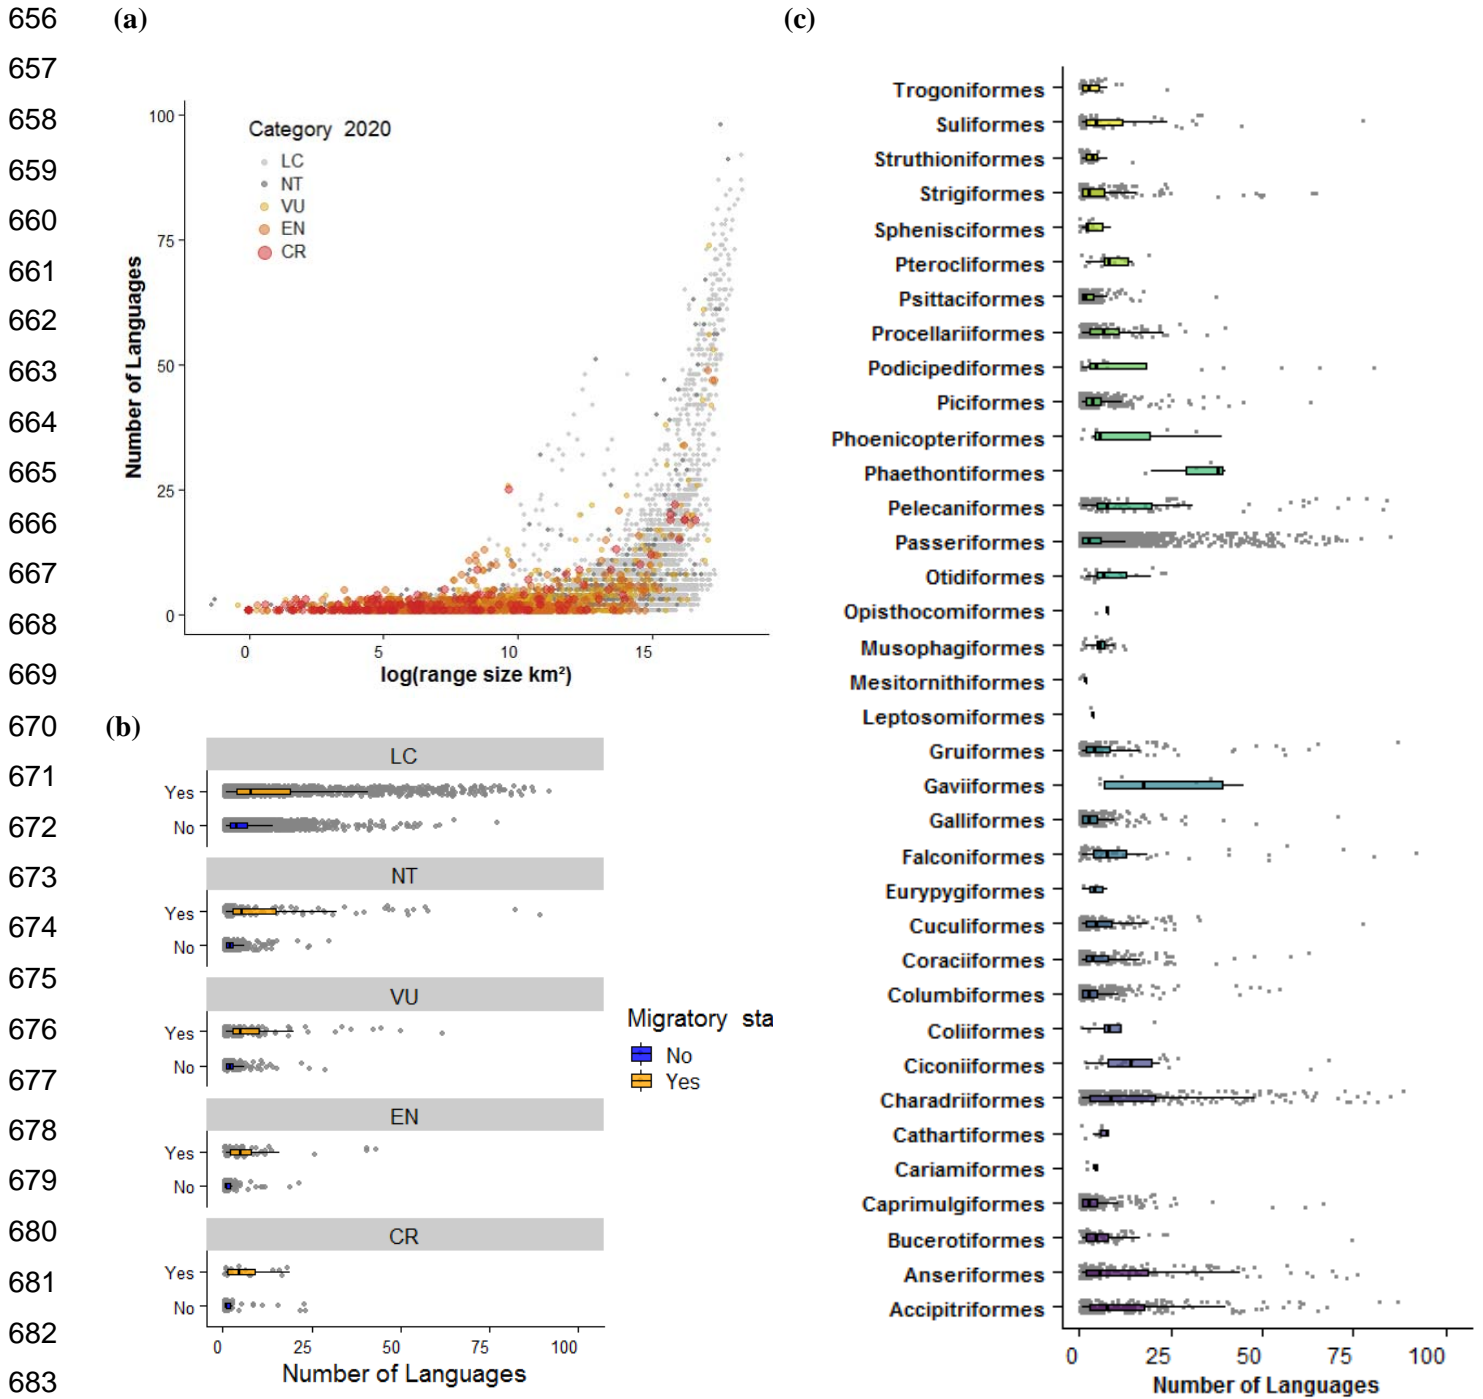 656
657
658
659
660
661
662
663
664
665
666
667
668
669
670
671
672
673
674
675
676
677
678
679
680
681
682
683
(a)
Category 2020
LC
NT
VU
EN
CR
Number of Languages
100
75
50
25
0
0 5 10 15
log(range size km²)
(b)
LC
Yes
No
NT
Yes
No
VU
Yes
No
EN
Yes
No
CR
Yes
No
0 25 50 75 100
Number of Languages
Migratory sta
No
Yes
(c)
Trogoniformes
Suliformes
Struthioniformes
Strigiformes
Sphenisciformes
Pterocliformes
Psittaciformes
Procellariiformes
Podicipediformes
Piciformes
Phoenicopteriformes
Phaethontiformes
Pelecaniformes
Passeriformes
Otidiformes
Opisthocomiformes
Musophagiformes
Mesitornithiformes
Leptosomiformes
Gruiformes
Gaviiformes
Galliformes
Falconiformes
Eurypygiformes
Cuculiformes
Coraciiformes
Columbiformes
Coliiformes
Ciconiiformes
Charadriiformes
Cathartiformes
Cariamiformes
Caprimulgiformes
Bucerotiformes
Anseriformes
Accipitriformes
0 25 50 75 100
Number of Languages